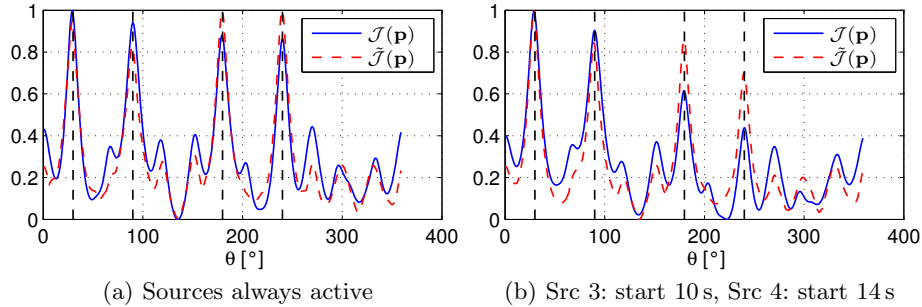 1
0.8
0.6
0.4
0.2
0
0 100 200 300 400
θ [°]
𝒥(𝐩)
𝒥̃(𝐩)
(a) Sources always active
1
0.8
0.6
0.4
0.2
0
0 100 200 300 400
θ [°]
𝒥(𝐩)
𝒥̃(𝐩)
(b) Src 3: start 10 s, Src 4: start 14 s